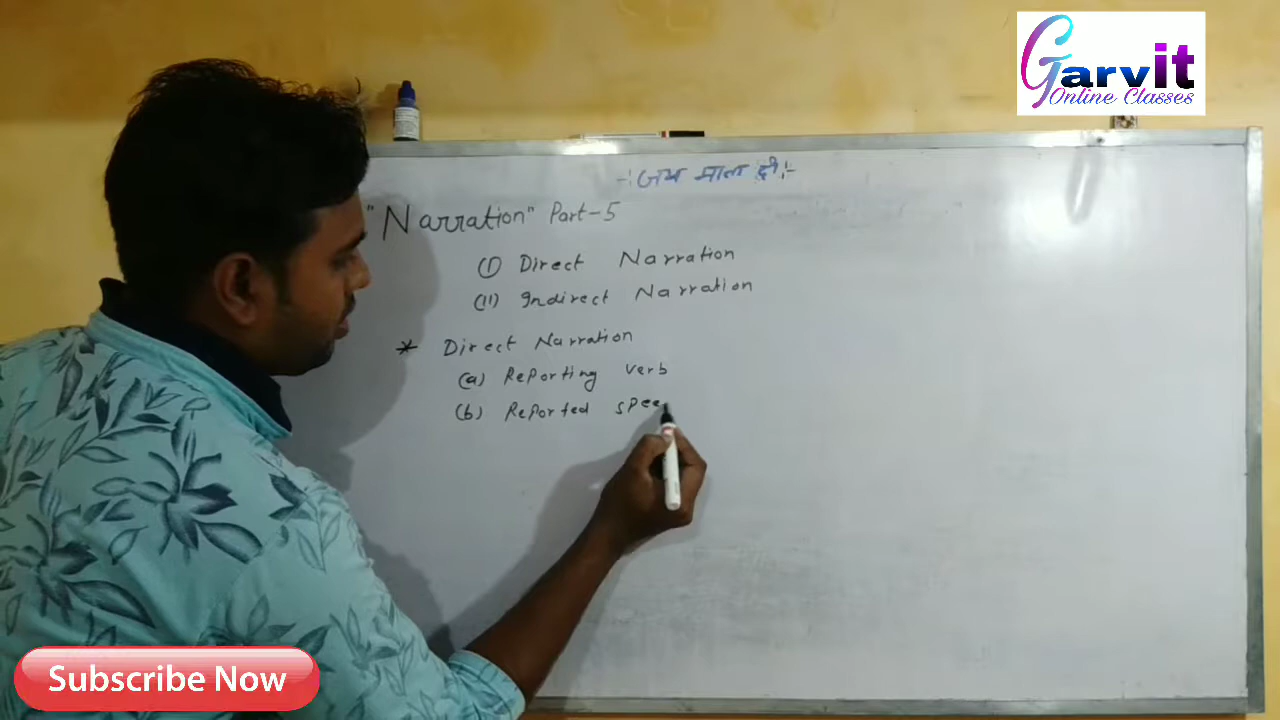 Garvit
Online Classes
-: जय माता दी :-
"Narration" Part-5
(I) Direct Narration
(II) Indirect Narration
* Direct Narration
(a) Reporting verb
(b) Reported spee
Subscribe Now